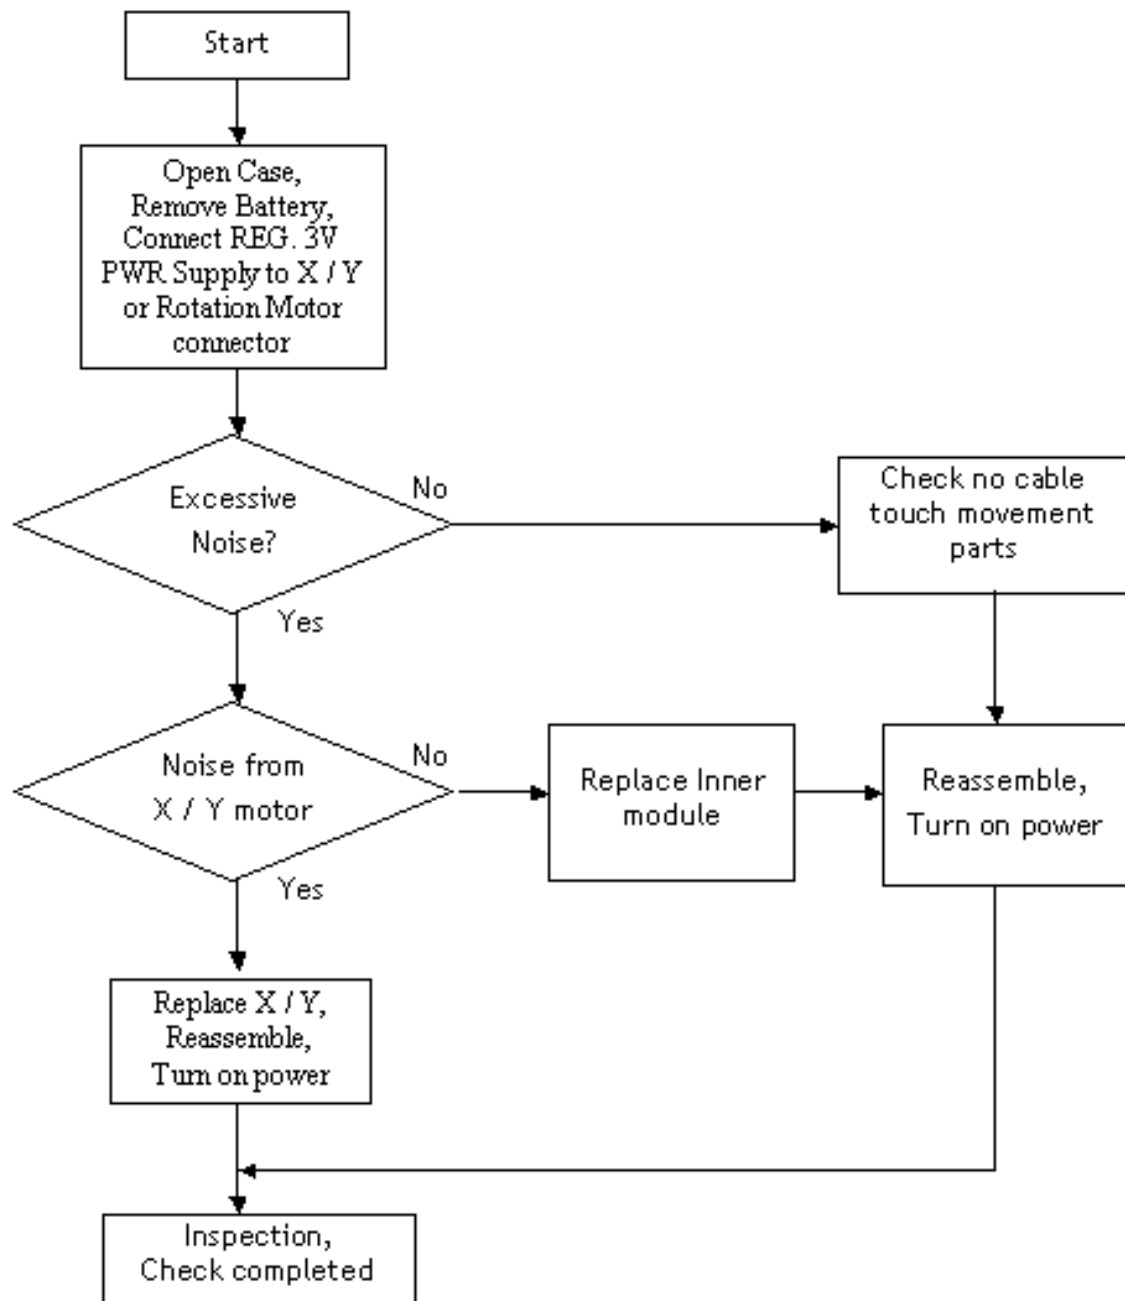 Start
Open Case,
Remove Battery,
Connect REG. 3V
PWR Supply to X / Y
or Rotation Motor
connector
Excessive
Noise?
No
Yes
Check no cable
touch movement
parts
Noise from
X / Y motor
No
Yes
Replace Inner
module
Reassemble,
Turn on power
Replace X / Y,
Reassemble,
Turn on power
Inspection,
Check completed